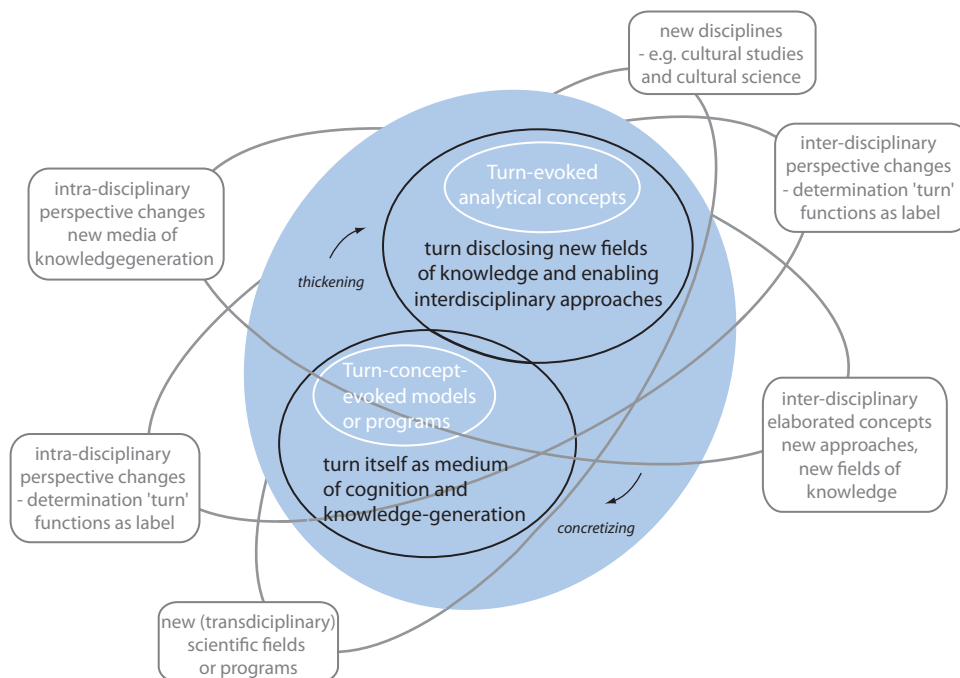 new disciplines
- e.g. cultural studies
and cultural science
inter-disciplinary
perspective changes
- determination 'turn'
functions as label
intra-disciplinary
perspective changes
new media of
knowledgegeneration
Turn-evoked
analytical concepts
turn disclosing new fields
of knowledge and enabling
interdisciplinary approaches
thickening
Turn-concept-
evoked models
or programs
turn itself as medium
of cognition and
knowledge-generation
inter-disciplinary
elaborated concepts
new approaches,
new fields of
knowledge
intra-disciplinary
perspective changes
- determination 'turn'
functions as label
concretizing
new (transdiciplinary)
scientific fields
or programs